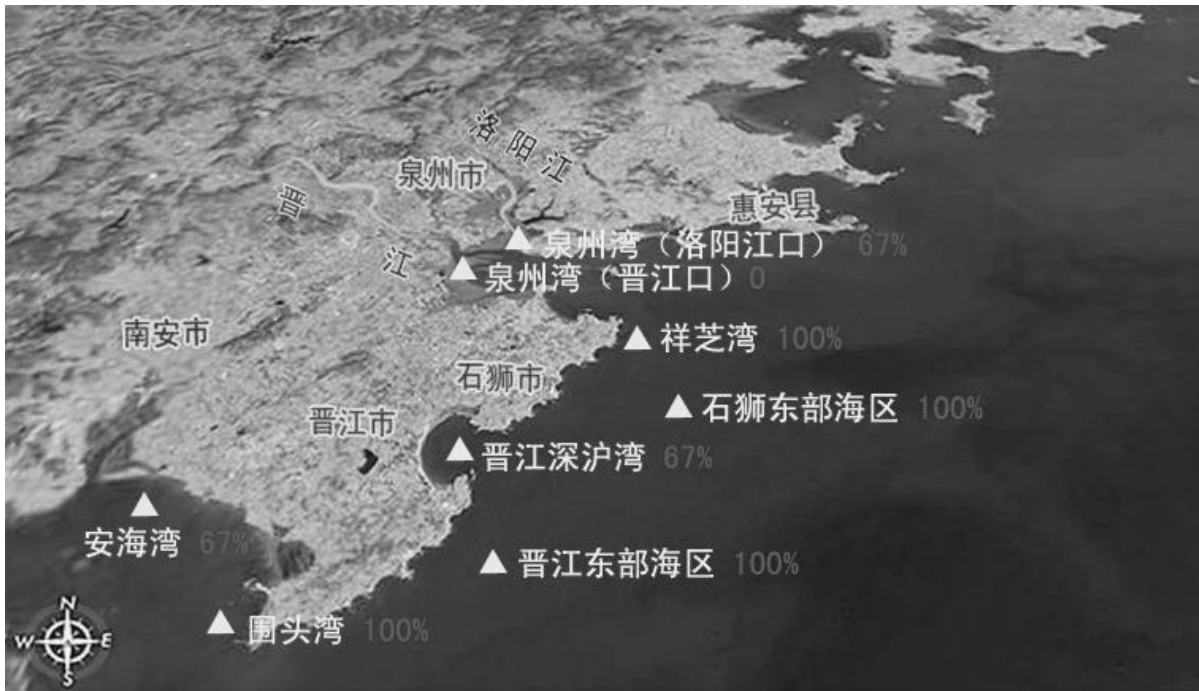 洛阳江
泉州市
晋江
惠安县
泉州湾（洛阳江口） 67%
泉州湾（晋江口） 0
南安市
祥芝湾 100%
石狮市
石狮东部海区 100%
晋江市
晋江深沪湾 67%
安海湾 67%
晋江东部海区 100%
围头湾 100%
N
W E
S